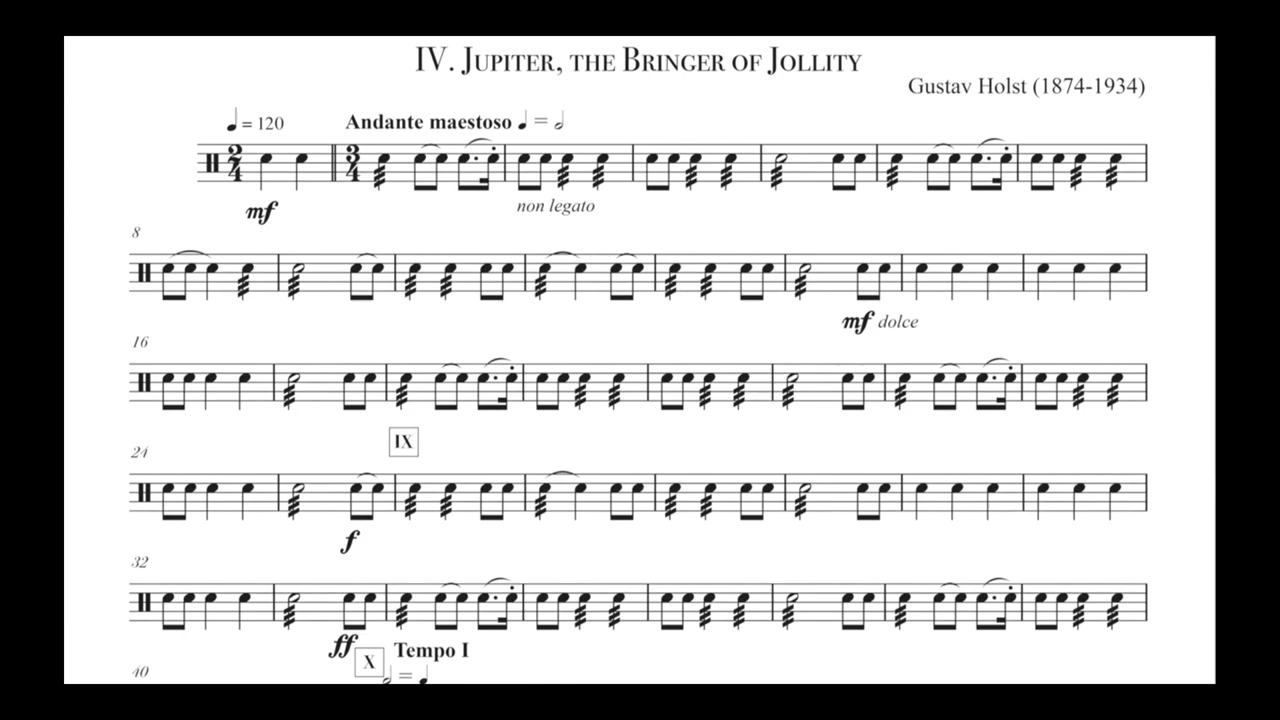 IV. Jupiter, the Bringer of Jollity
Gustav Holst (1874-1934)
♩ = 120 Andante maestoso ♩ = 𝅗𝅥
2/4 3/4
mf non legato
8
mf dolce
16
24 IX
f
32
ff X Tempo I
40 𝅗𝅥 = ♩